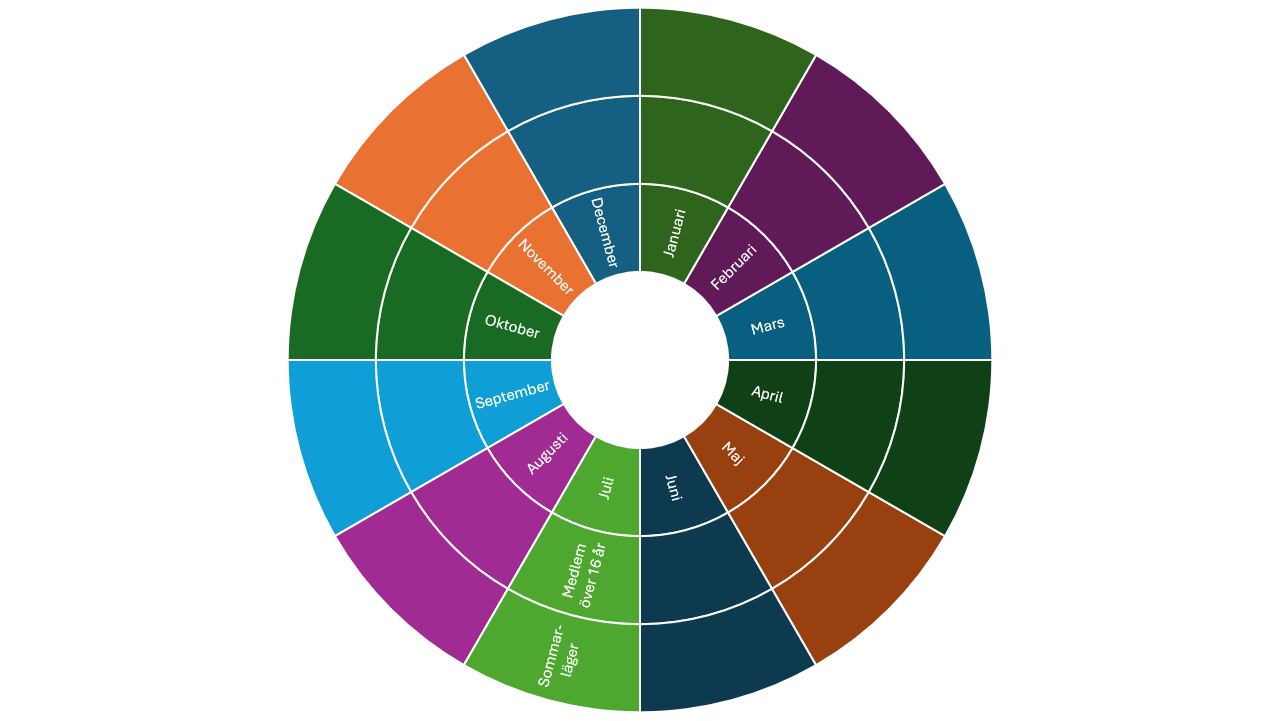 Januari
Februari
Mars
April
Maj
Juni
Juli
Medlem
över 16 år
Sommar-
läger
Augusti
September
Oktober
November
December